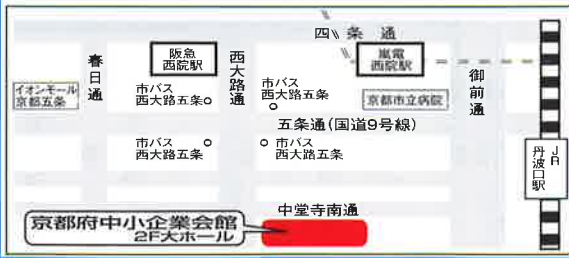 四条通
春日通
阪急
西院駅
西大路通
嵐電
西院駅
御前通
イオンモール
京都五条
市バス
西大路五条
市バス
西大路五条
京都市立病院
五条通(国道9号線)
市バス
西大路五条
市バス
西大路五条
JR
丹波口駅
中堂寺南通
京都府中小企業会館
2F大ホール